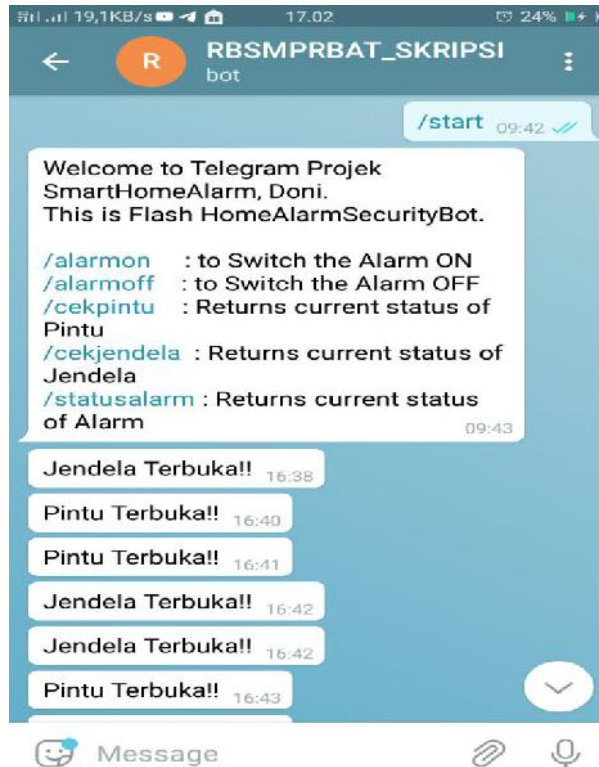 19,1KB/s 17.02 24%
R
RBSMPRBAT_SKRIPSI
bot
/start 09:42
Welcome to Telegram Projek
SmartHomeAlarm, Doni.
This is Flash HomeAlarmSecurityBot.
/alarmon : to Switch the Alarm ON
/alarmoff : to Switch the Alarm OFF
/cekpintu : Returns current status of
Pintu
/cekjendela : Returns current status of
Jendela
/statusalarm : Returns current status
of Alarm 09:43
Jendela Terbuka!! 16:38
Pintu Terbuka!! 16:40
Pintu Terbuka!! 16:41
Jendela Terbuka!! 16:42
Jendela Terbuka!! 16:42
Pintu Terbuka!! 16:43
Message